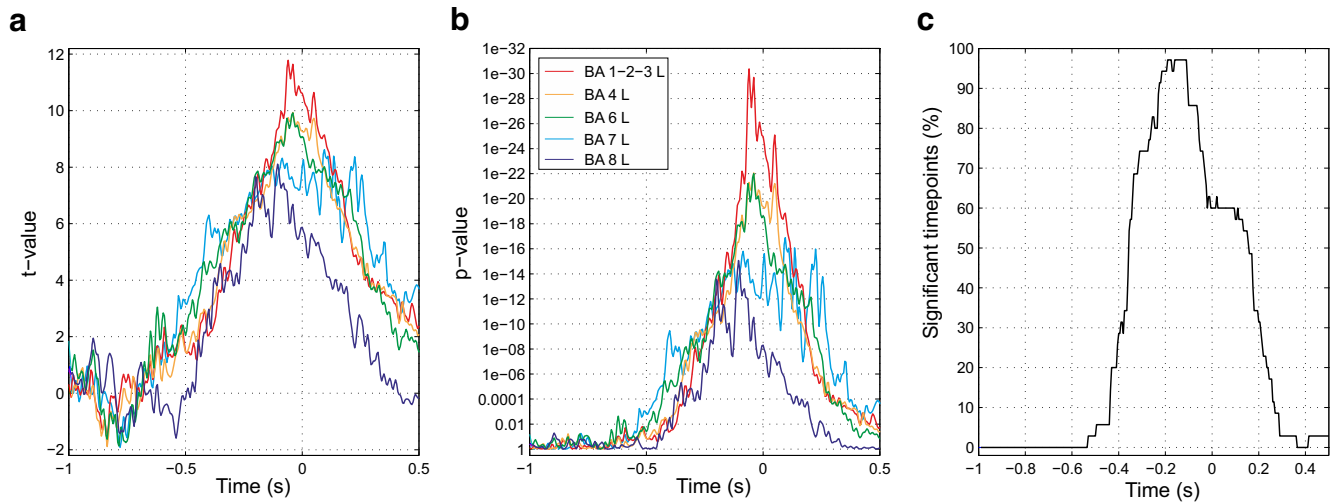 a
t−value
12
10
8
6
4
2
0
−2
−1
−0.5
0
0.5
Time (s)
b
p−value
1e−32
1e−30
1e−28
1e−26
1e−24
1e−22
1e−20
1e−18
1e−16
1e−14
1e−12
1e−10
1e−08
1e−06
0.0001
0.01
1
BA 1−2−3 L
BA 4 L
BA 6 L
BA 7 L
BA 8 L
−1
−0.5
0
0.5
Time (s)
c
Significant timepoints (%)
100
90
80
70
60
50
40
30
20
10
0
−1
−0.8
−0.6
−0.4
−0.2
0
0.2
0.4
Time (s)